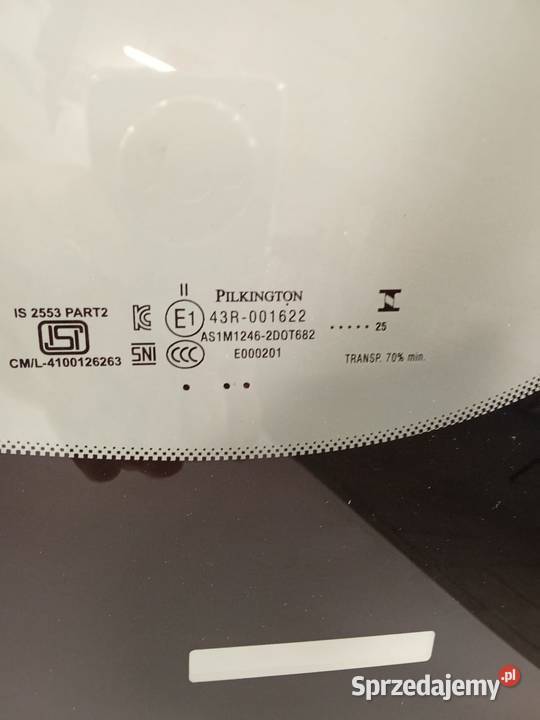 IS 2553 PART2
ISI
CM/L-4100126263
SNI
II
E1
CCC
PILKINGTON
43R-001622
AS1M1246-2DOT682
E000201
..... 25
TRANSP. 70% min.
Sprzedajemy.pl